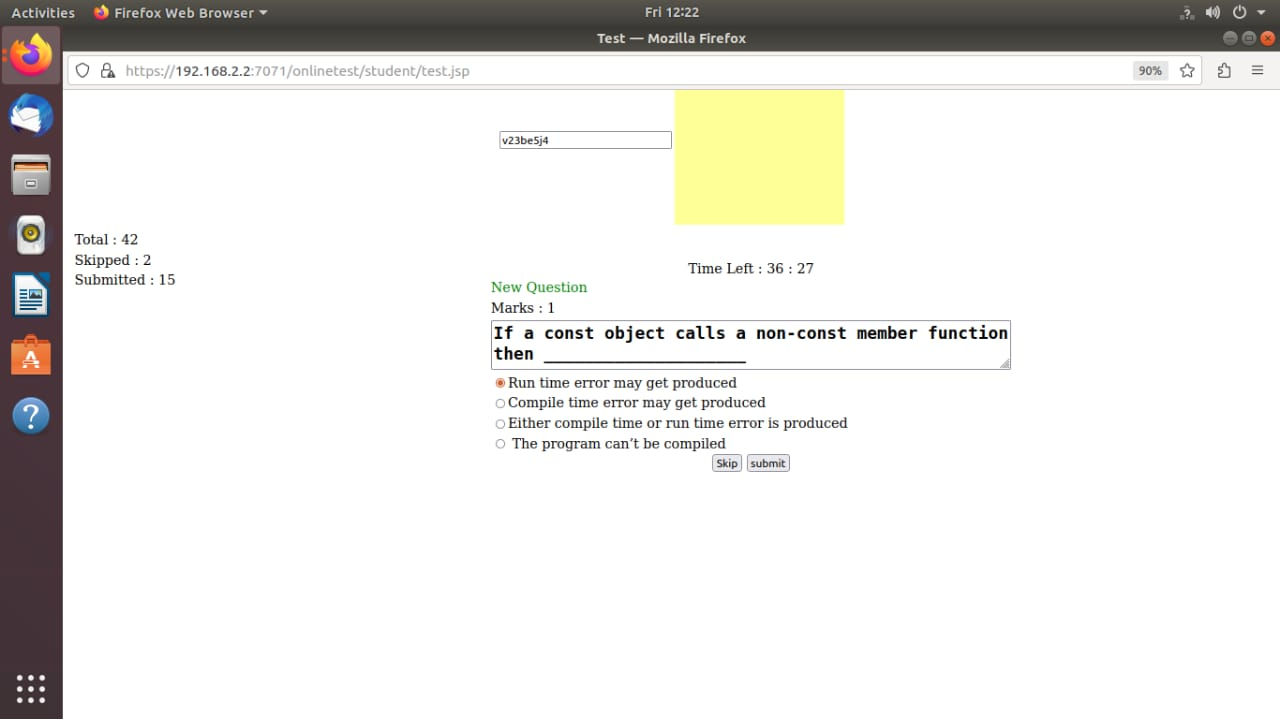 Activities
Firefox Web Browser
Fri 12:22
Test — Mozilla Firefox
https://192.168.2.2:7071/onlinetest/student/test.jsp
90%
v23be5j4
Total : 42
Skipped : 2
Submitted : 15
Time Left : 36 : 27
New Question
Marks : 1
If a const object calls a non-const member function
then ____________________
Run time error may get produced
Compile time error may get produced
Either compile time or run time error is produced
The program can’t be compiled
Skip submit